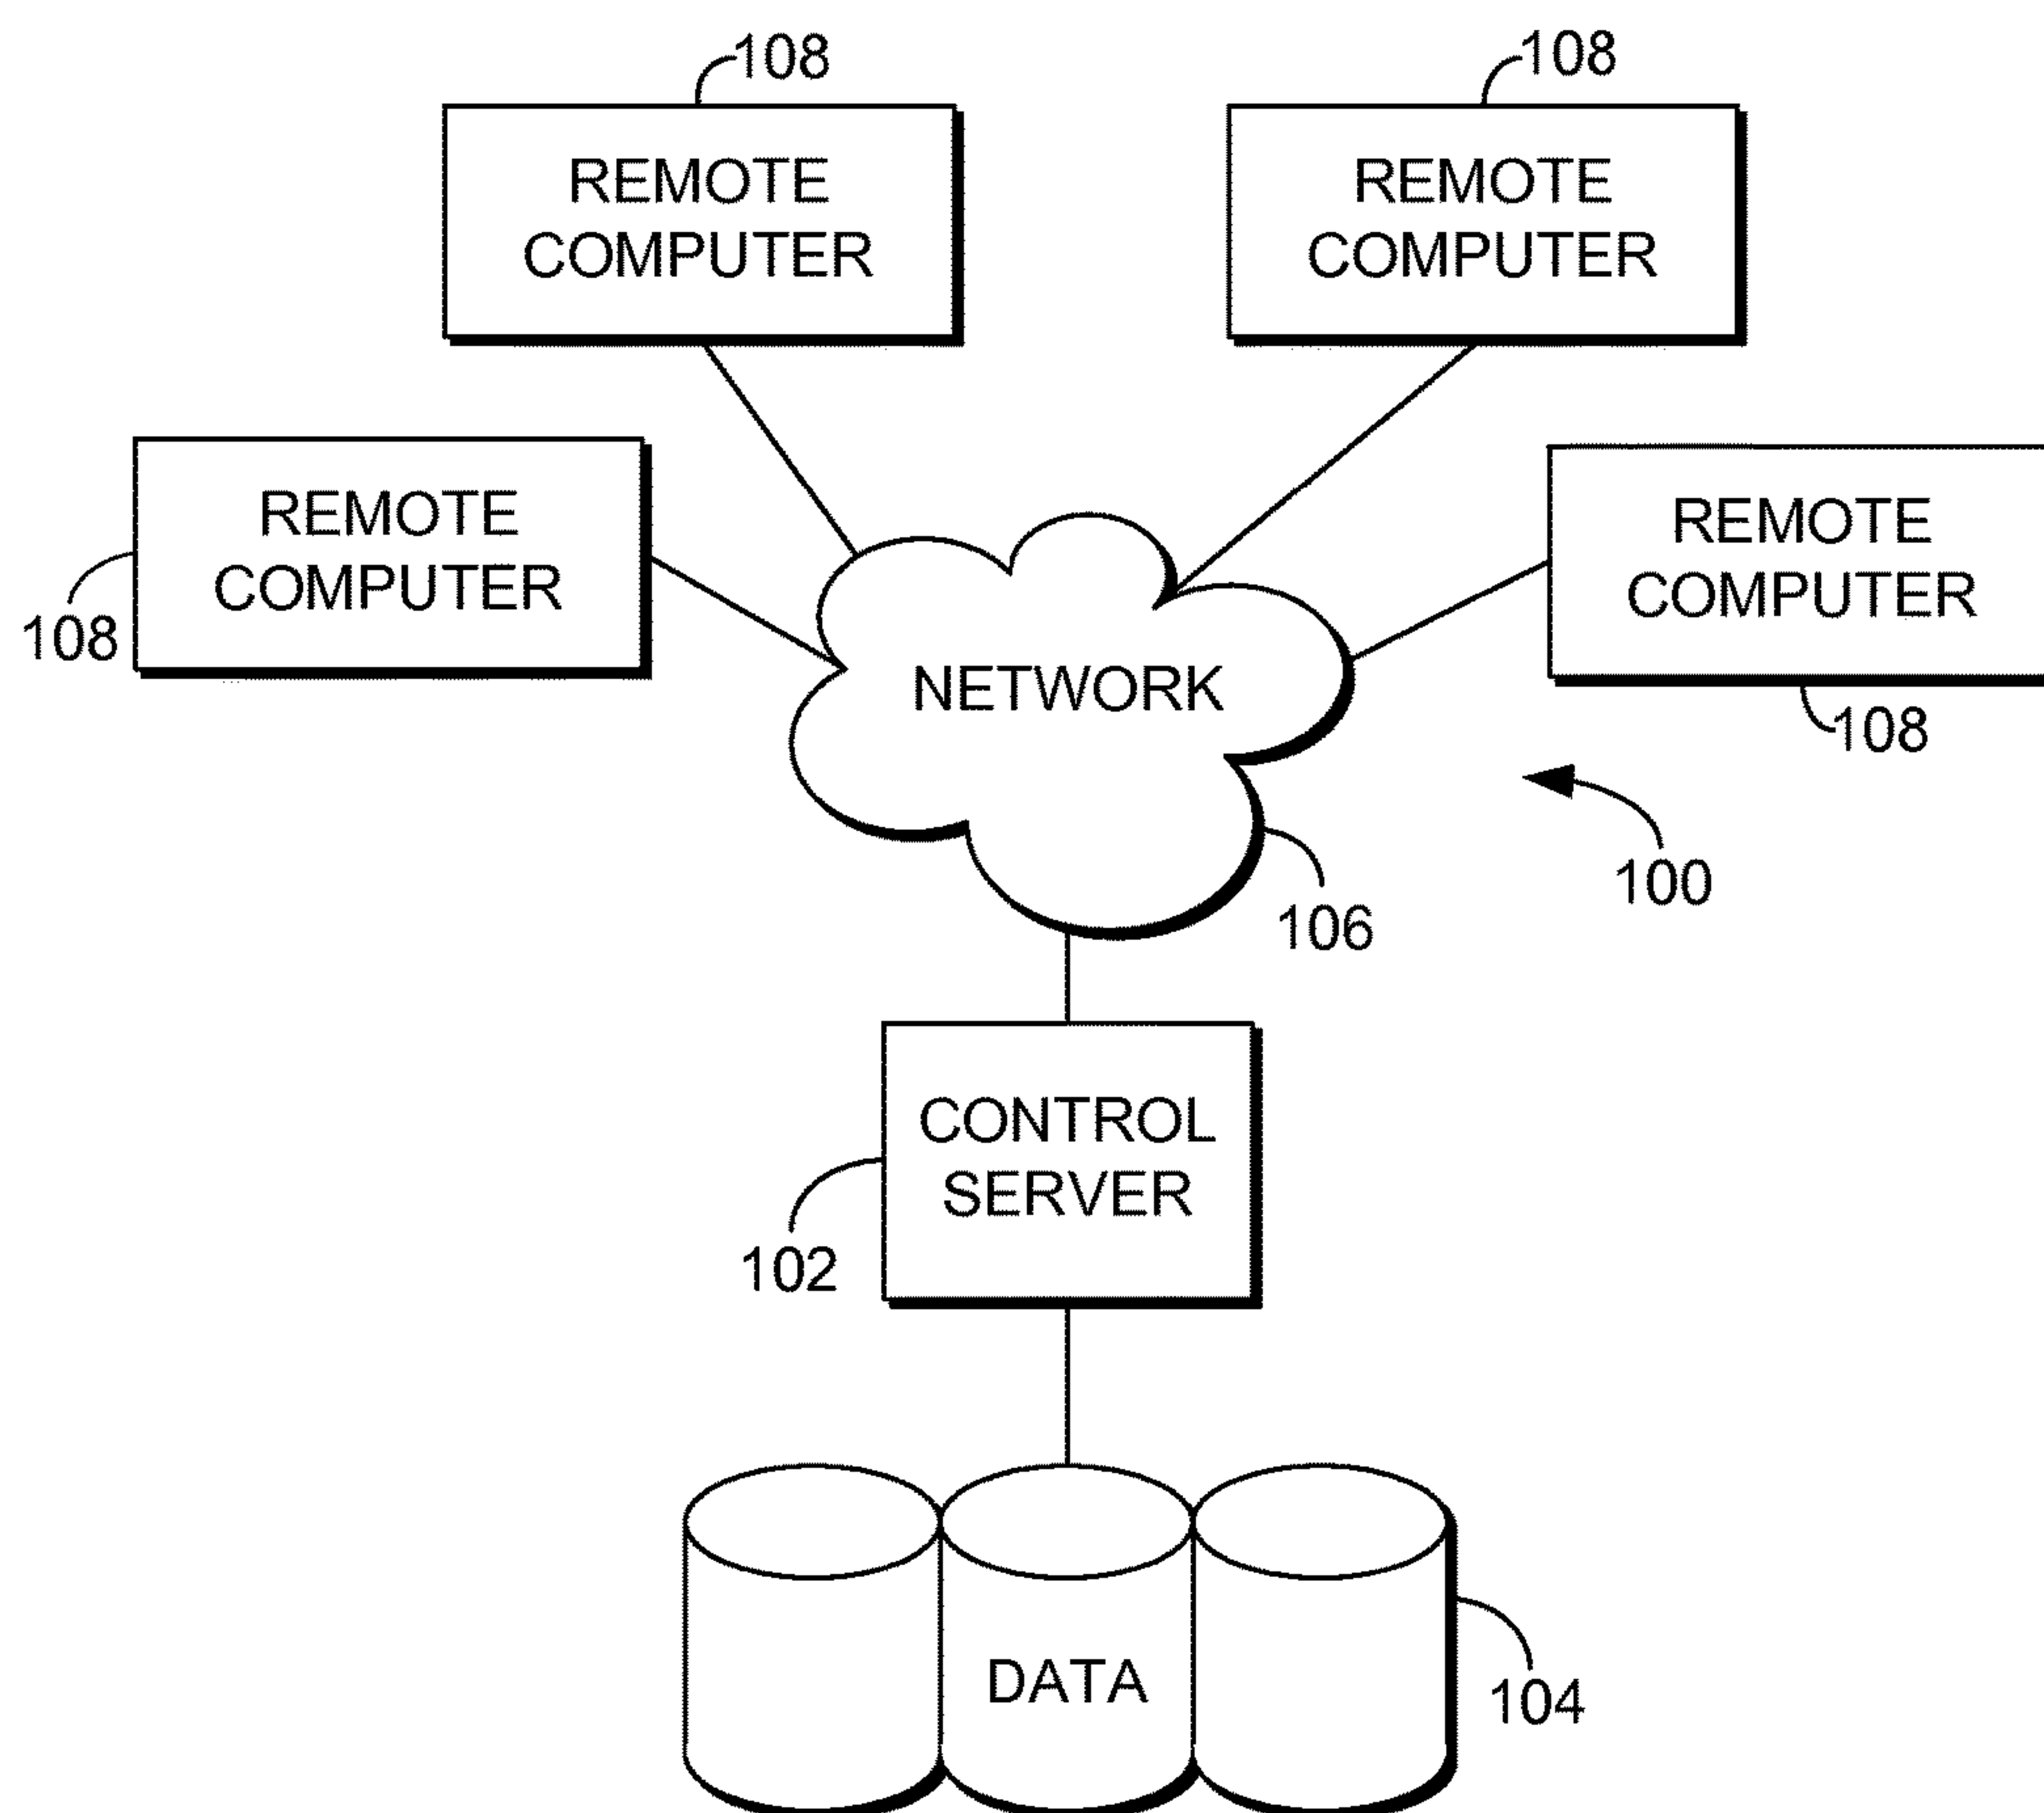 108
108
REMOTE
COMPUTER
REMOTE
COMPUTER
REMOTE
COMPUTER
REMOTE
COMPUTER
108
108
NETWORK
100
106
CONTROL
SERVER
102
DATA
104